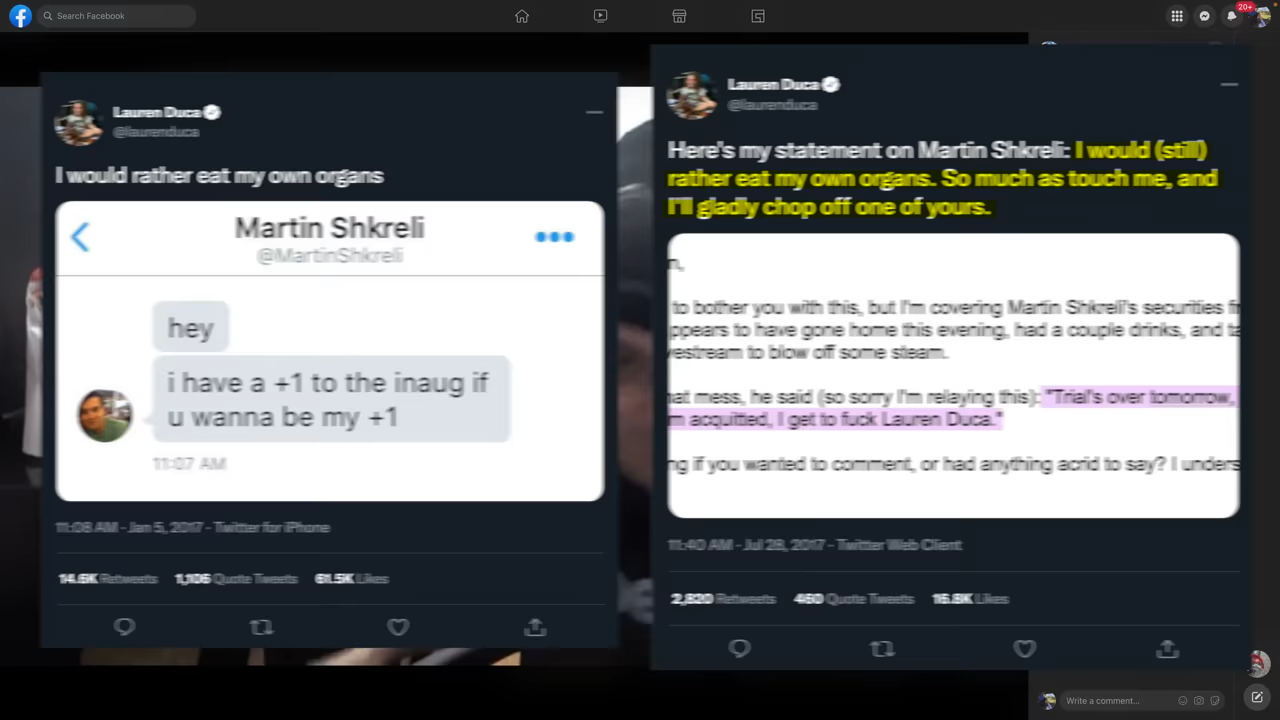 Search Facebook
20+
Lauren Duca
@laurenduca
I would rather eat my own organs
Martin Shkreli
@MartinShkreli
hey
i have a +1 to the inaug if
u wanna be my +1
11:07 AM
11:08 AM - Jan 5, 2017 - Twitter for iPhone
14.6K Retweets 1,106 Quote Tweets 61.5K Likes
Lauren Duca
@laurenduca
Here's my statement on Martin Shkreli: I would (still)
rather eat my own organs. So much as touch me, and
I'll gladly chop off one of yours.
n,
to bother you with this, but I'm covering Martin Shkreli's securities fr
ppears to have gone home this evening, had a couple drinks, and ta
vestream to blow off some steam.
hat mess, he said (so sorry I'm relaying this): "Trial's over tomorrow,
m acquitted, I get to fuck Lauren Duca."
ng if you wanted to comment, or had anything acrid to say? I unders
11:40 AM - Jul 28, 2017 - Twitter Web Client
2,820 Retweets 460 Quote Tweets 16.8K Likes
Write a comment...